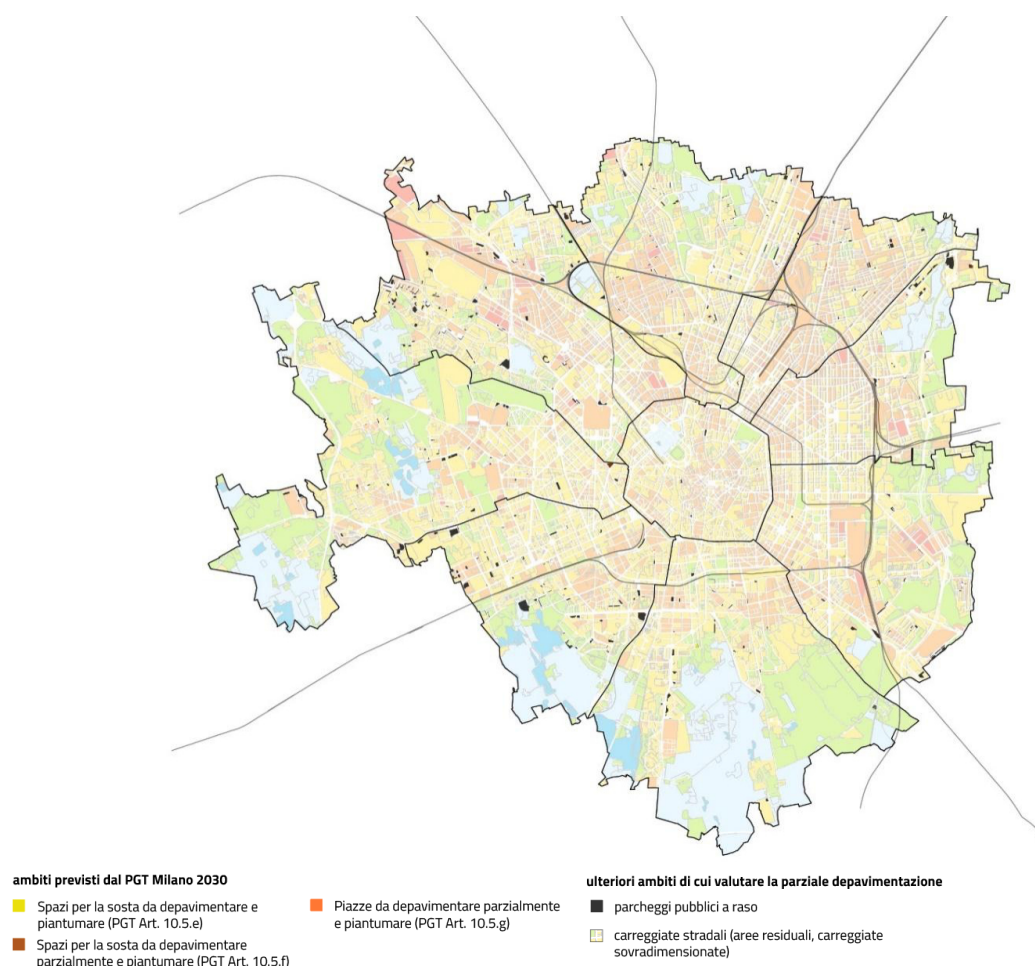 ambiti previsti dal PGT Milano 2030
Spazi per la sosta da depavimentare e
piantumare (PGT Art. 10.5.e)
Spazi per la sosta da depavimentare
parzialmente e piantumare (PGT Art. 10.5.f)
Piazze da depavimentare parzialmente
e piantumare (PGT Art. 10.5.g)
ulteriori ambiti di cui valutare la parziale depavimentazione
parcheggi pubblici a raso
carreggiate stradali (aree residuali, carreggiate
sovradimensionate)